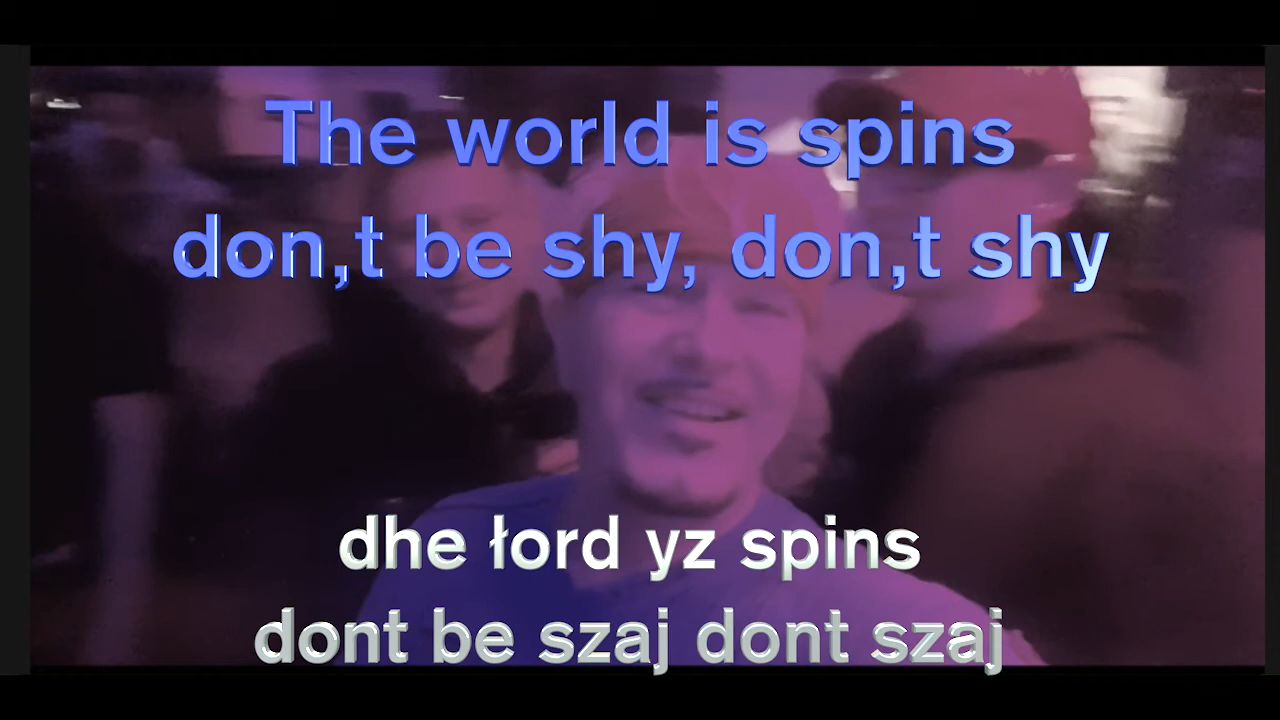 The world is spins
don,t be shy, don,t shy
dhe łord yz spins
dont be szaj dont szaj